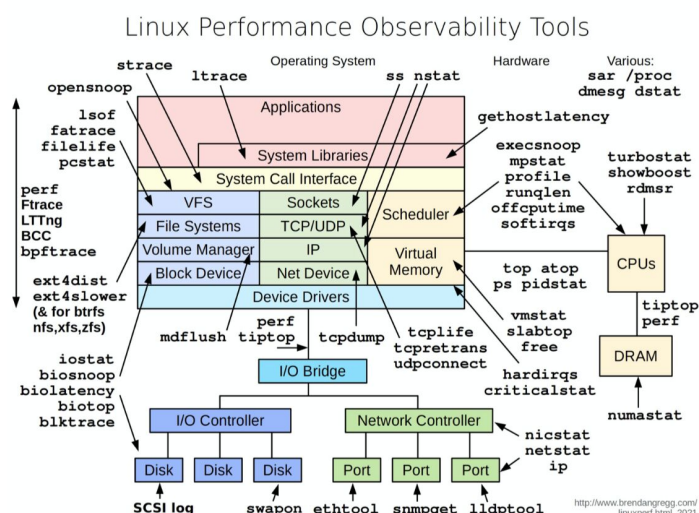 Linux Performance Observability Tools
Operating System
Hardware
Various:
sar /proc
dmesg dstat
strace
ltrace
ss nstat
opensnoop
lsof
fatrace
filelife
pcstat
gethostlatency
perf
Ftrace
LTTng
BCC
bpftrace
Applications
System Libraries
System Call Interface
VFS
Sockets
Scheduler
File Systems
TCP/UDP
Volume Manager
IP
Virtual
Memory
Block Device
Net Device
Device Drivers
execsnoop
mpstat
profile
runqlen
offcputime
softirqs
turbostat
showboost
rdmsr
CPUs
top atop
ps pidstat
tiptop
perf
DRAM
numastat
ext4dist
ext4slower
(& for btrfs
nfs,xfs,zfs)
mdflush
perf
tiptop
tcpdump
tcplife
tcpretrans
udpconnect
vmstat
slabtop
free
hardirqs
criticalstat
iostat
biosnoop
biolatency
biotop
blktrace
I/O Bridge
I/O Controller
Network Controller
nicstat
netstat
ip
Disk
Disk
Disk
Port
Port
Port
SCSI log
swapon
ethtool
snmpget
lldptool
http://www.brendangregg.com/
linuxperf.html 2021